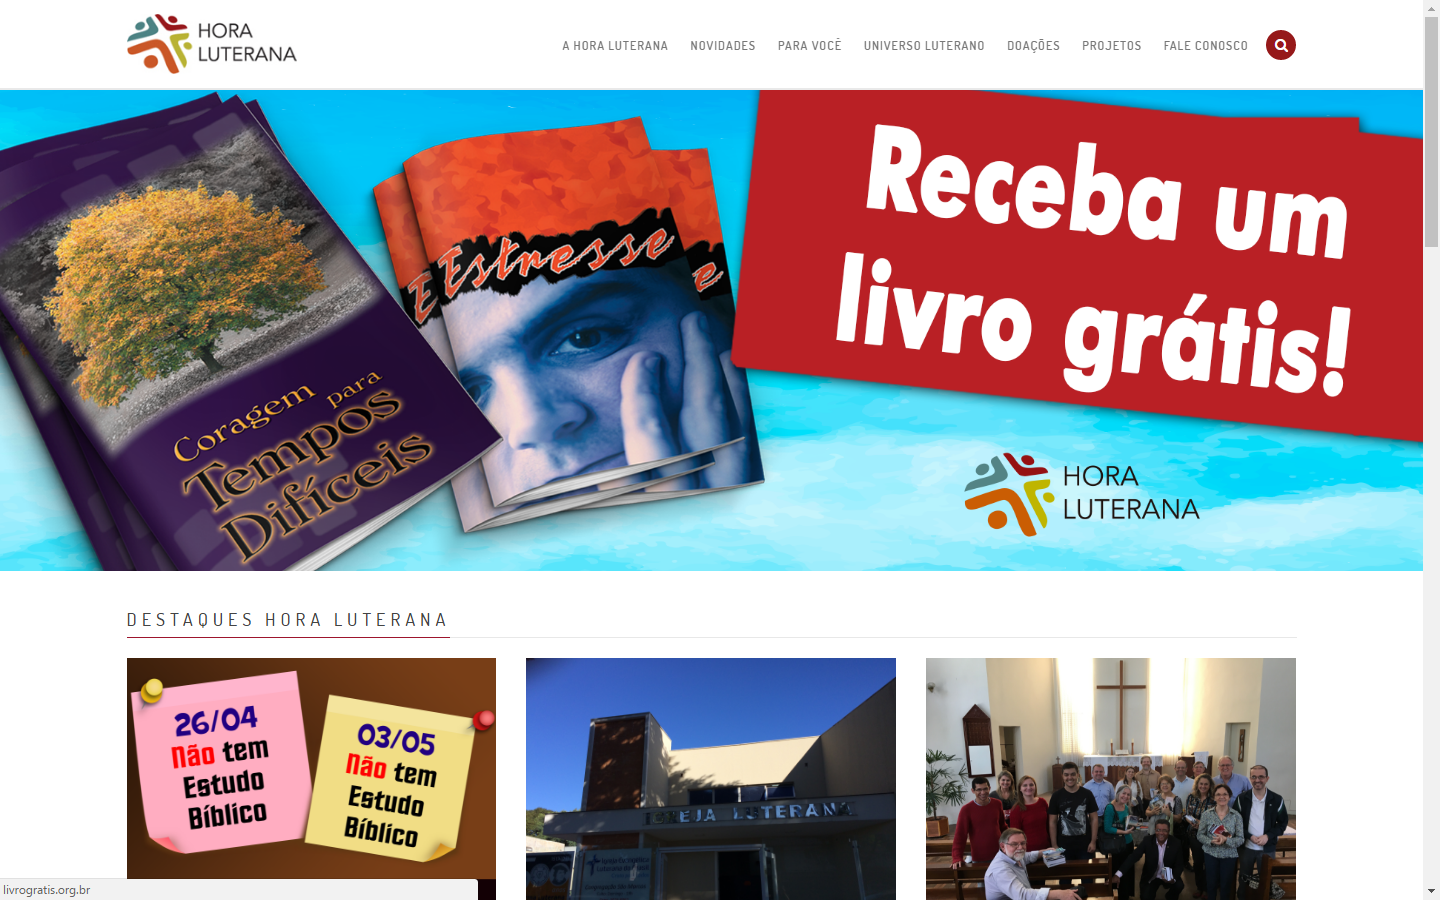 HORA
LUTERANA
A HORA LUTERANA NOVIDADES PARA VOCÊ UNIVERSO LUTERANO DOAÇÕES PROJETOS FALE CONOSCO
Coragem para
Tempos
Difíceis
E
Estresse
e
Receba um
livro grátis!
HORA
LUTERANA
DESTAQUES HORA LUTERANA
26/04
Não tem
Estudo
Bíblico
03/05
Não tem
Estudo
Bíblico
IGREJA LUTERANA
livrogratis.org.br